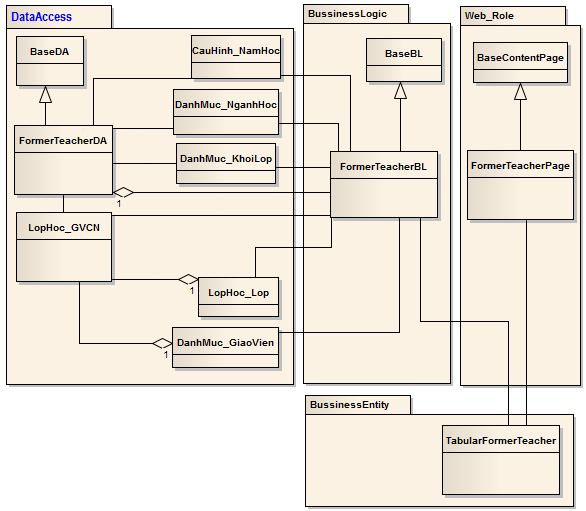 DataAccess
BaseDA
CauHinh_NamHoc
DanhMuc_NganhHoc
FormerTeacherDA
DanhMuc_KhoiLop
1
LopHoc_GVCN
LopHoc_Lop
1
DanhMuc_GiaoVien
1
BussinessLogic
BaseBL
FormerTeacherBL
Web_Role
BaseContentPage
FormerTeacherPage
BussinessEntity
TabularFormerTeacher